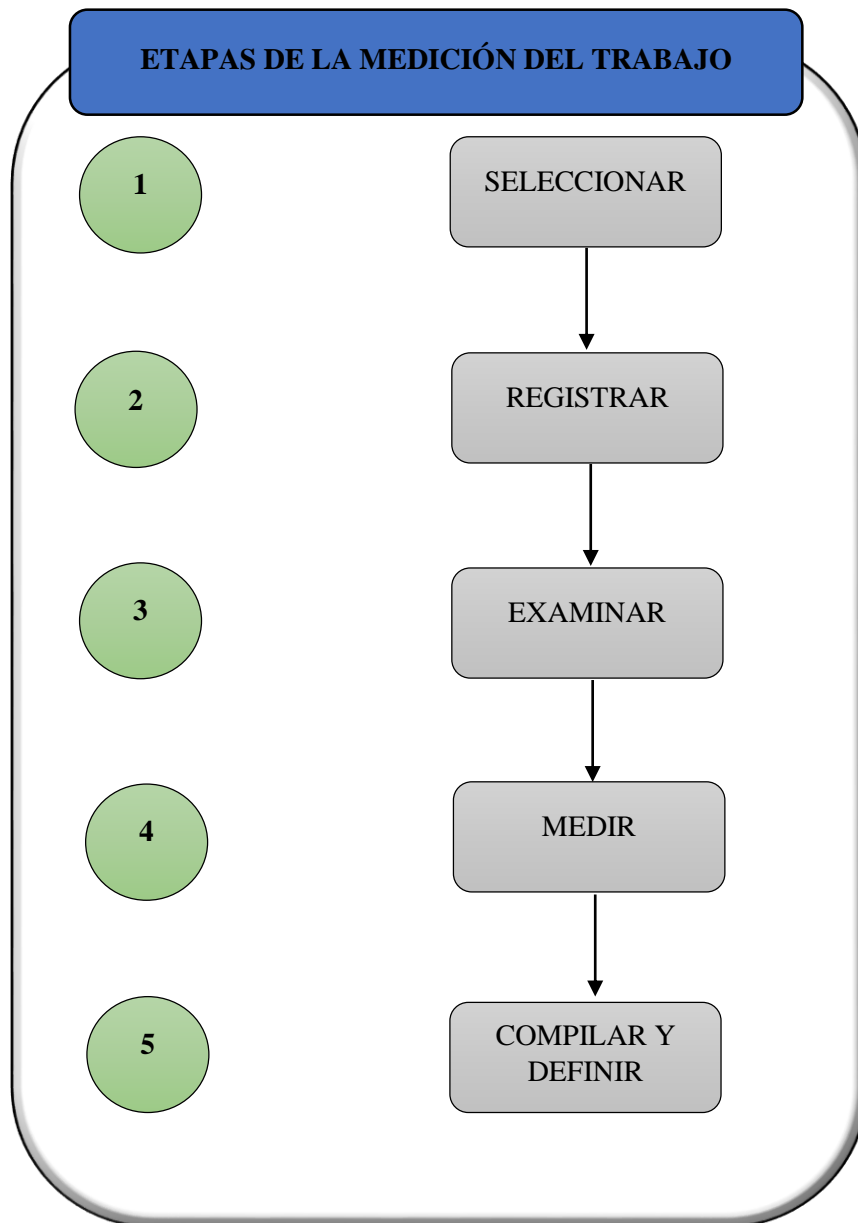 ETAPAS DE LA MEDICIÓN DEL TRABAJO
1
SELECCIONAR
2
REGISTRAR
3
EXAMINAR
4
MEDIR
5
COMPILAR Y
DEFINIR